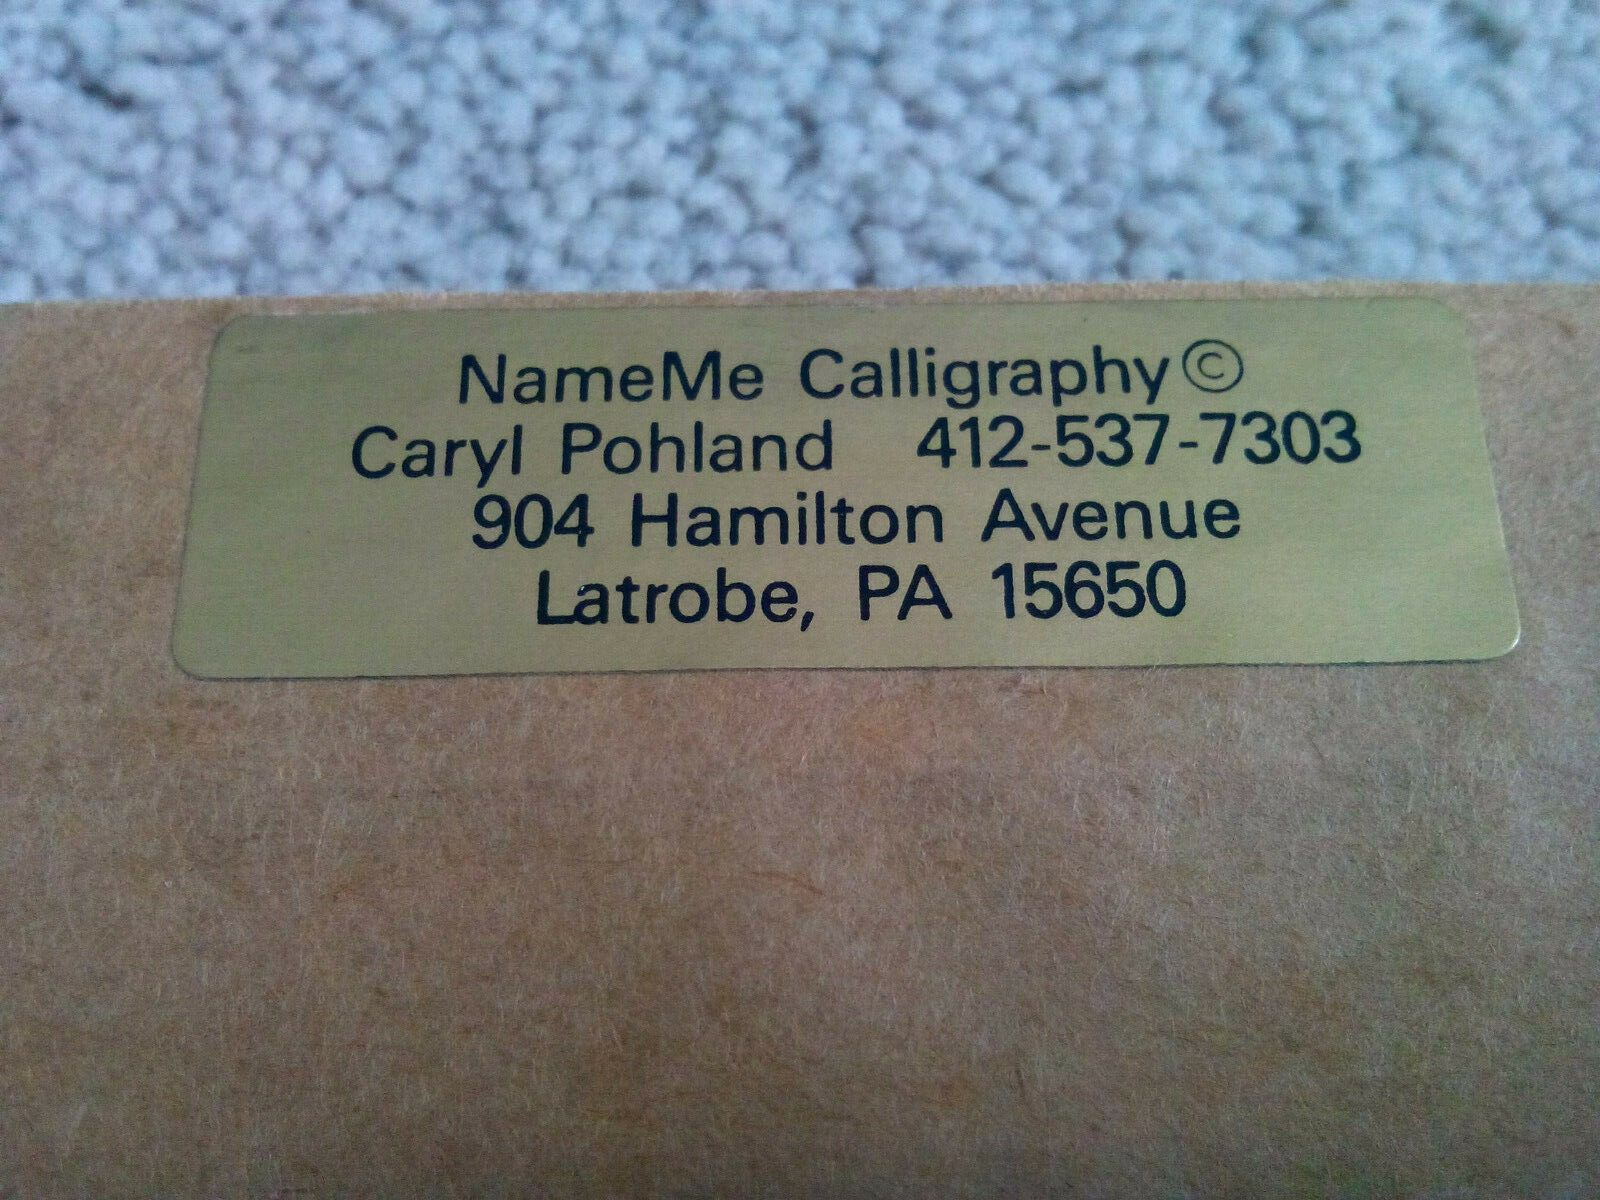 NameMe Calligraphy©
Caryl Pohland 412-537-7303
904 Hamilton Avenue
Latrobe, PA 15650